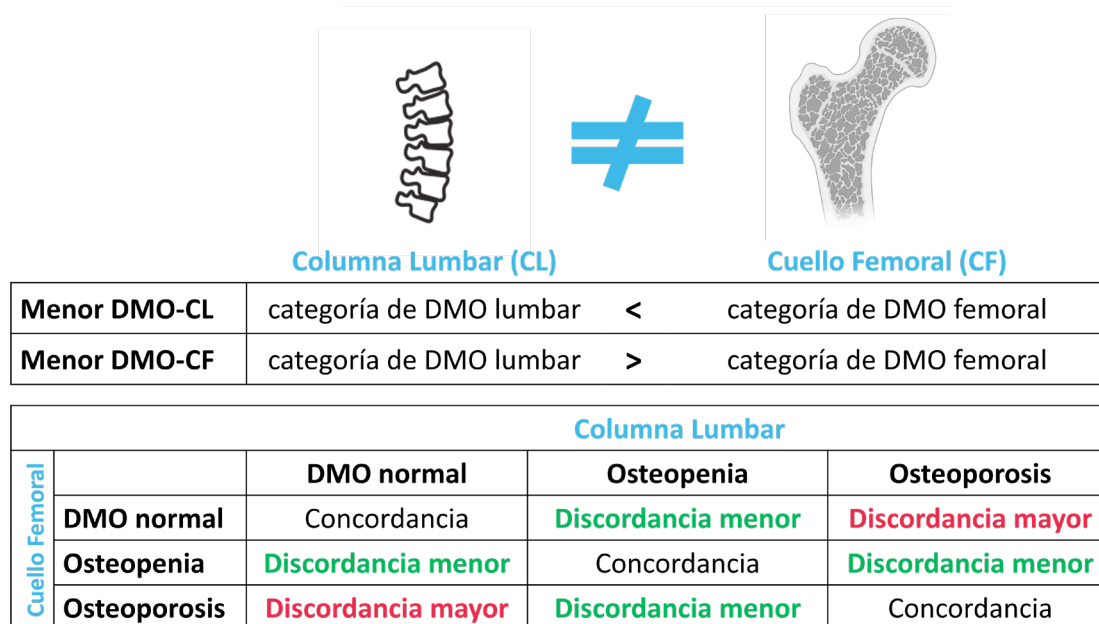 ≠
Columna Lumbar (CL) Cuello Femoral (CF)
Menor DMO-CL categoría de DMO lumbar < categoría de DMO femoral
Menor DMO-CF categoría de DMO lumbar > categoría de DMO femoral
Columna Lumbar
Cuello Femoral
DMO normal Osteopenia Osteoporosis
DMO normal Concordancia Discordancia menor Discordancia mayor
Osteopenia Discordancia menor Concordancia Discordancia menor
Osteoporosis Discordancia mayor Discordancia menor Concordancia